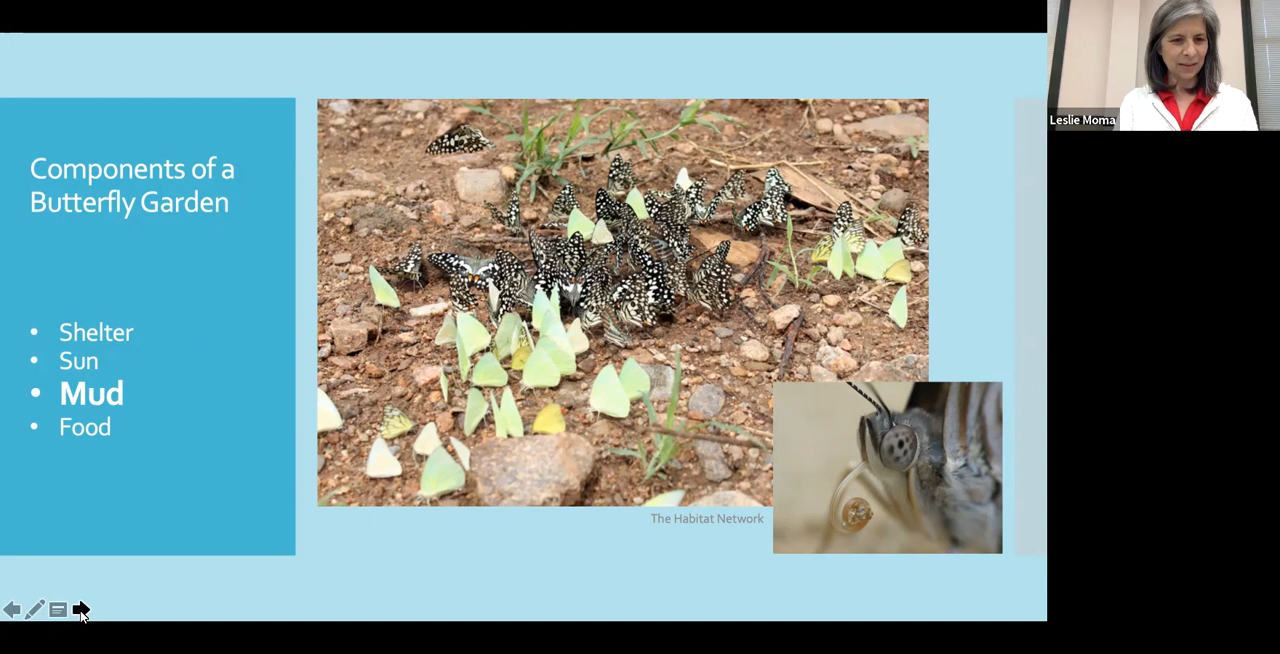 Components of a
Butterfly Garden
• Shelter
• Sun
• Mud
• Food
The Habitat Network
Leslie Moma